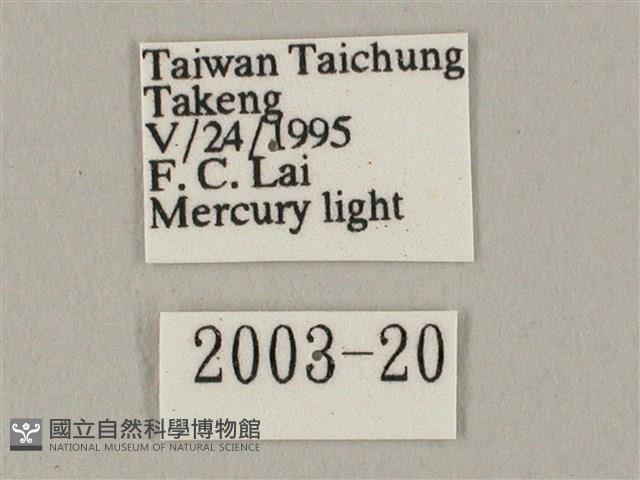 Taiwan Taichung
Takeng
V/24/1995
F. C. Lai
Mercury light
2003-20
國立自然科學博物館
NATIONAL MUSEUM OF NATURAL SCIENCE